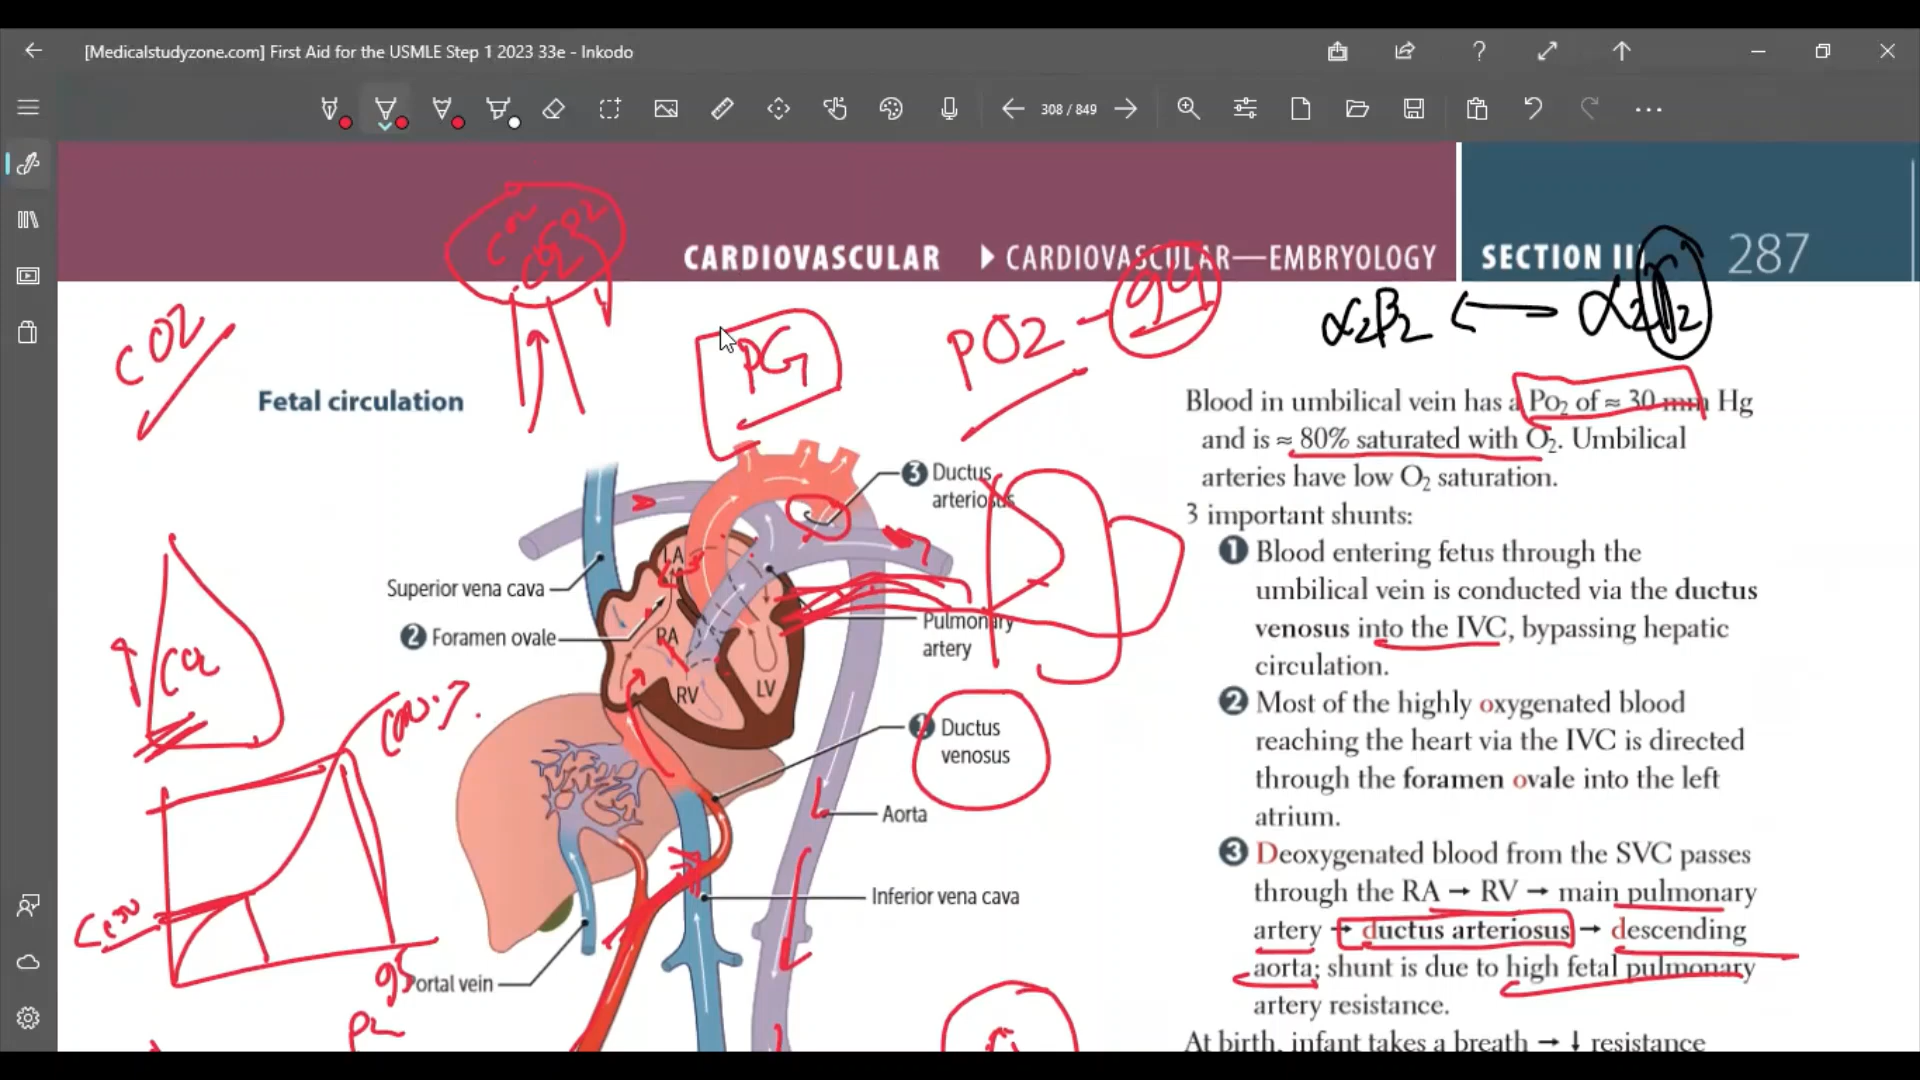 [Medicalstudyzone.com] First Aid for the USMLE Step 1 2023 33e - Inkodo
308 / 849
CARDIOVASCULAR ▶ CARDIOVASCULAR—EMBRYOLOGY
SECTION III 287
CO2
PG
PO2
α2β2
Fetal circulation
Superior vena cava
2 Foramen ovale
3 Ductus
arteriosus
LA
RA
RV
LV
Pulmonary
artery
1 Ductus
venosus
Aorta
Inferior vena cava
Portal vein
95
Blood in umbilical vein has a Po2 of ≈ 30 mm Hg
and is ≈ 80% saturated with O2. Umbilical
arteries have low O2 saturation.
3 important shunts:
1 Blood entering fetus through the
umbilical vein is conducted via the ductus
venosus into the IVC, bypassing hepatic
circulation.
2 Most of the highly oxygenated blood
reaching the heart via the IVC is directed
through the foramen ovale into the left
atrium.
3 Deoxygenated blood from the SVC passes
through the RA → RV → main pulmonary
artery → ductus arteriosus → descending
aorta; shunt is due to high fetal pulmonary
artery resistance.
At birth, infant takes a breath → ↓ resistance